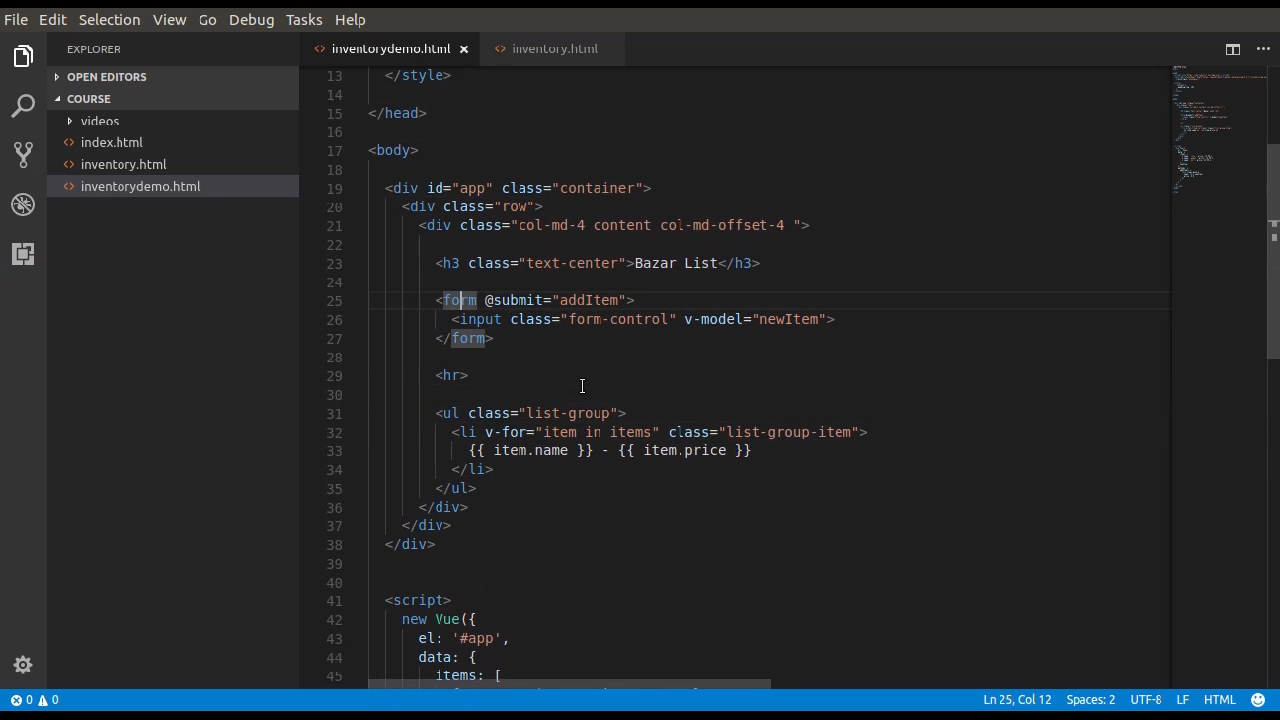 File Edit Selection View Go Debug Tasks Help
EXPLORER
OPEN EDITORS
COURSE
videos
index.html
inventory.html
inventorydemo.html
inventorydemo.html × inventory.html
13 </style>
14
15 </head>
16
17 <body>
18
19 <div id="app" class="container">
20 <div class="row">
21 <div class="col-md-4 content col-md-offset-4 ">
22
23 <h3 class="text-center">Bazar List</h3>
24
25 <form @submit="addItem">
26 <input class="form-control" v-model="newItem">
27 </form>
28
29 <hr>
30
31 <ul class="list-group">
32 <li v-for="item in items" class="list-group-item">
33 {{ item.name }} - {{ item.price }}
34 </li>
35 </ul>
36 </div>
37 </div>
38 </div>
39
40
41 <script>
42 new Vue({
43 el: '#app',
44 data: {
45 items: [
0 0
Ln 25, Col 12 Spaces: 2 UTF-8 LF HTML